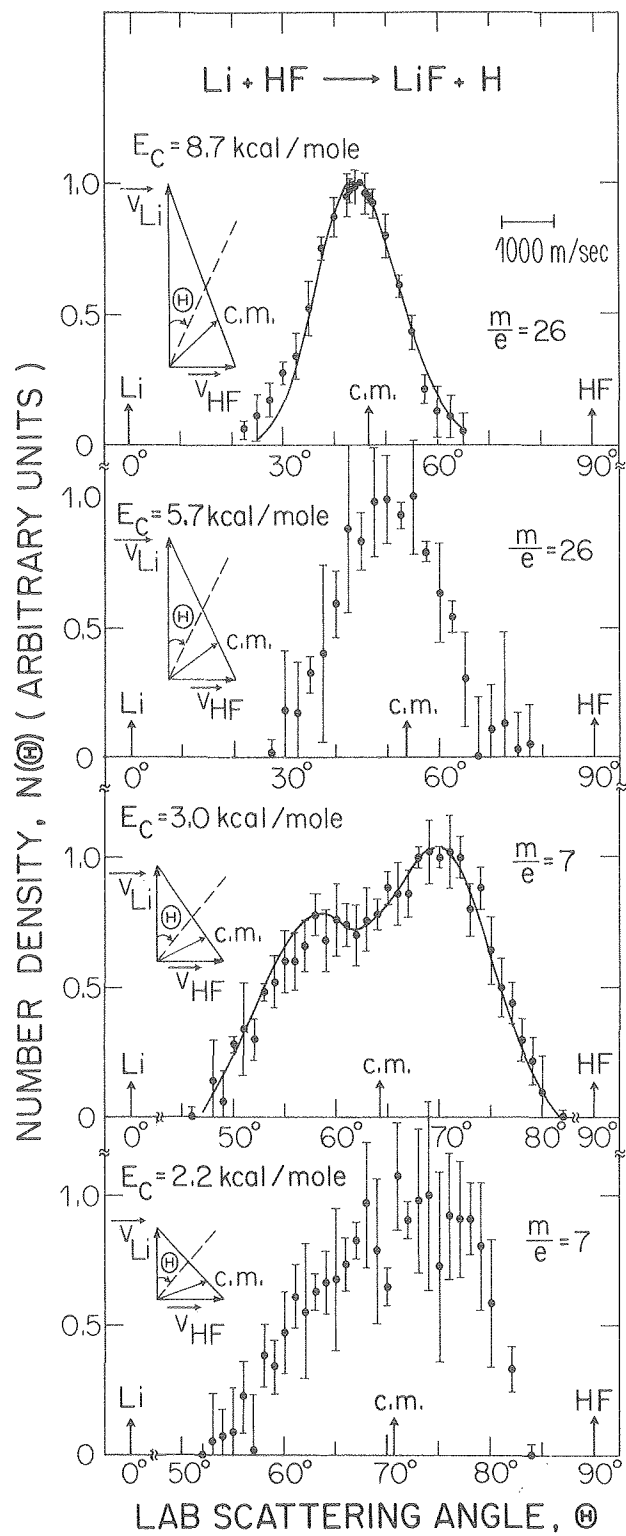 Li + HF ⟶ LiF + H
E_C = 8.7 kcal/mole
1.0
v_Li
Θ
c.m.
v_HF
1000 m/sec
m/e = 26
0.5
Li
c.m.
HF
0
0° 30° 60° 90°
E_C = 5.7 kcal/mole
1.0
v_Li
Θ
c.m.
v_HF
m/e = 26
0.5
Li
c.m.
HF
0
0° 30° 60° 90°
E_C = 3.0 kcal/mole
1.0
v_Li
Θ
c.m.
v_HF
m/e = 7
0.5
Li
c.m.
HF
0
0° 50° 60° 70° 80° 90°
E_C = 2.2 kcal/mole
1.0
v_Li
Θ
c.m.
v_HF
m/e = 7
0.5
Li
c.m.
HF
0
0° 50° 60° 70° 80° 90°
NUMBER DENSITY, N(Θ) (ARBITRARY UNITS)
LAB SCATTERING ANGLE, Θ